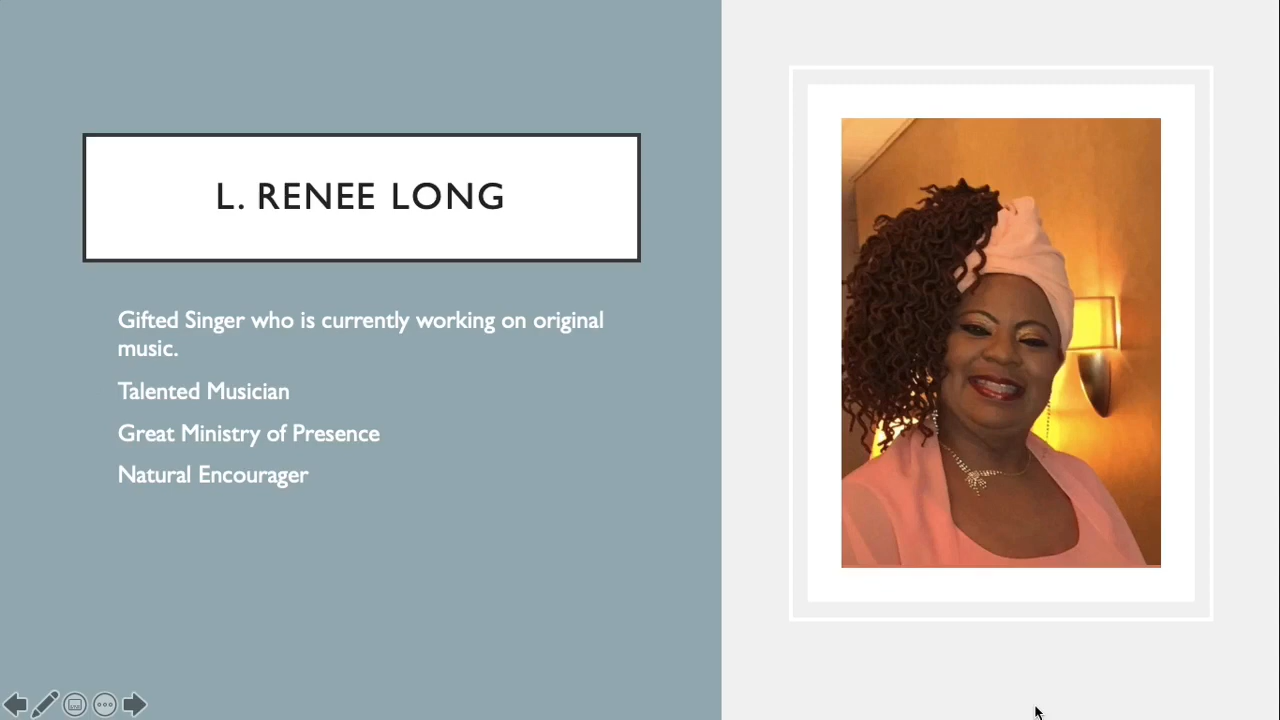 L. RENEE LONG
Gifted Singer who is currently working on original
music.
Talented Musician
Great Ministry of Presence
Natural Encourager